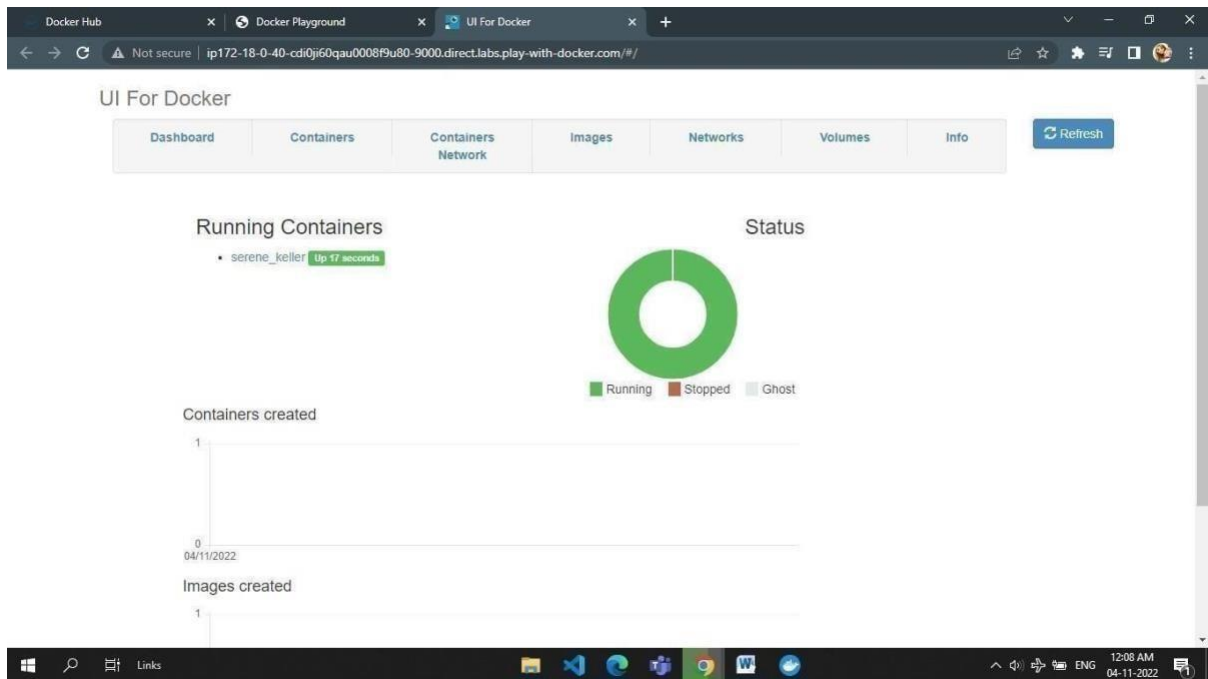 Docker Hub
Docker Playground
UI For Docker
Not secure | ip172-18-0-40-cdi0ji60qau0008f9u80-9000.direct.labs.play-with-docker.com/#/
UI For Docker
Dashboard
Containers
Containers
Network
Images
Networks
Volumes
Info
Refresh
Running Containers
Status
serene_keller Up 17 seconds
Running
Stopped
Ghost
Containers created
1
0
04/11/2022
Images created
1
Links
ENG
12:08 AM
04-11-2022
1